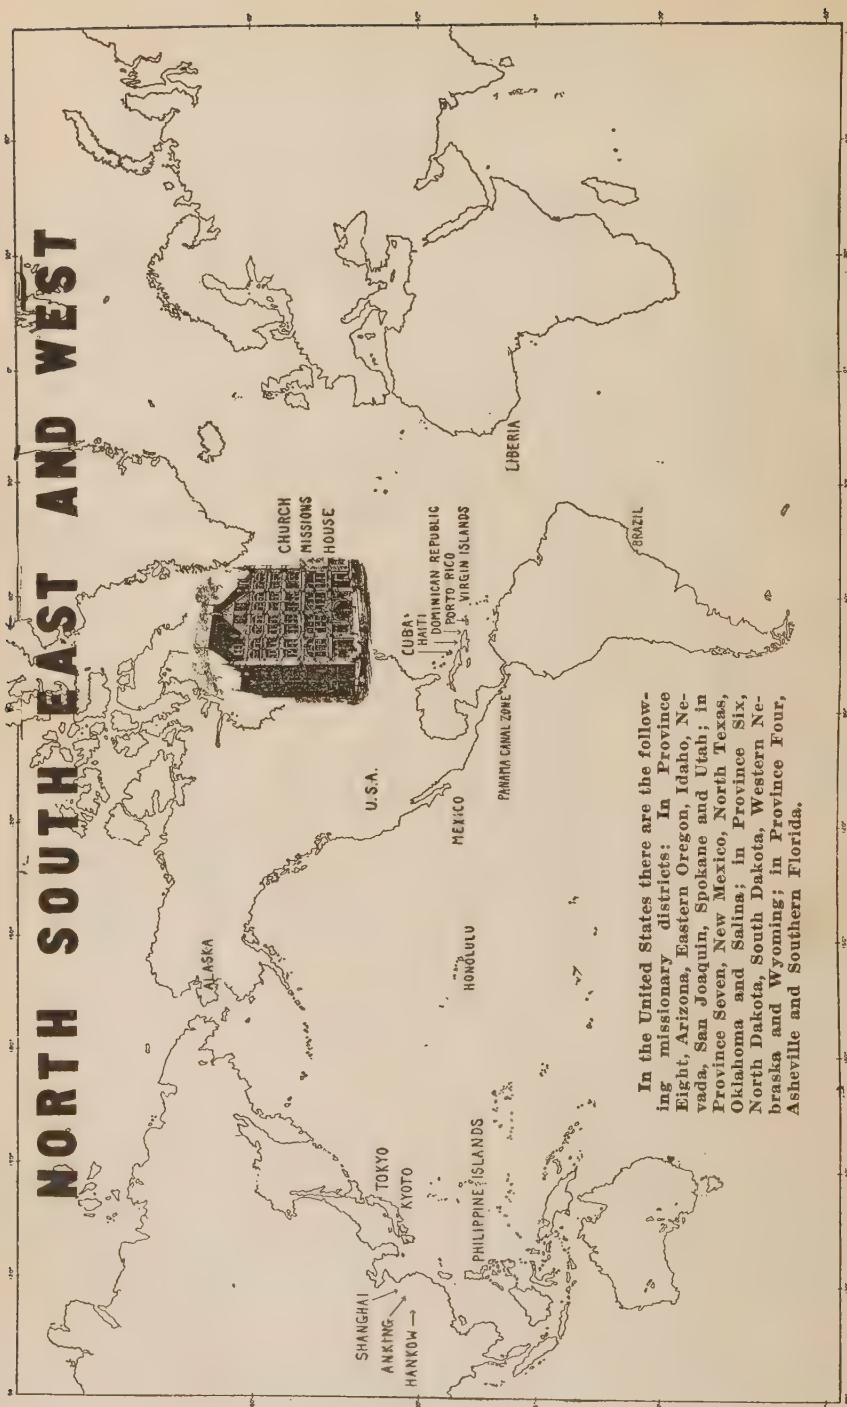 NORTH SOUTH EAST AND WEST
ALASKA
U.S.A.
CHURCH
MISSIONS
HOUSE
TOKYO
KYOTO
SHANGHAI
ANKING
HANKOW
PHILIPPINE ISLANDS
HONOLULU
MEXICO
CUBA
HAITI
DOMINICAN REPUBLIC
PORTO RICO
VIRGIN ISLANDS
PANAMA CANAL ZONE
LIBERIA
BRAZIL
In the United States there are the follow-
ing missionary districts: In Province
Eight, Arizona, Eastern Oregon, Idaho, Ne-
vada, San Joaquin, Spokane and Utah; in
Province Seven, New Mexico, North Texas,
Oklahoma and Salina; in Province Six,
North Dakota, South Dakota, Western Ne-
braska and Wyoming; in Province Four,
Asheville and Southern Florida.